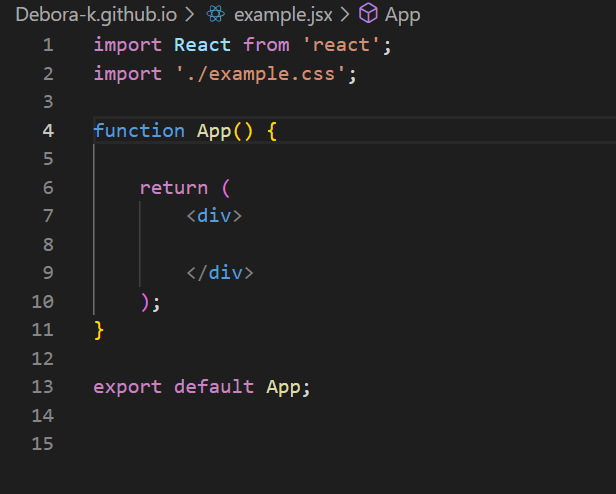 Debora-k.github.io > example.jsx > App
1 import React from 'react';
2 import './example.css';
3
4 function App() {
5
6 return (
7 <div>
8
9 </div>
10 );
11 }
12
13 export default App;
14
15